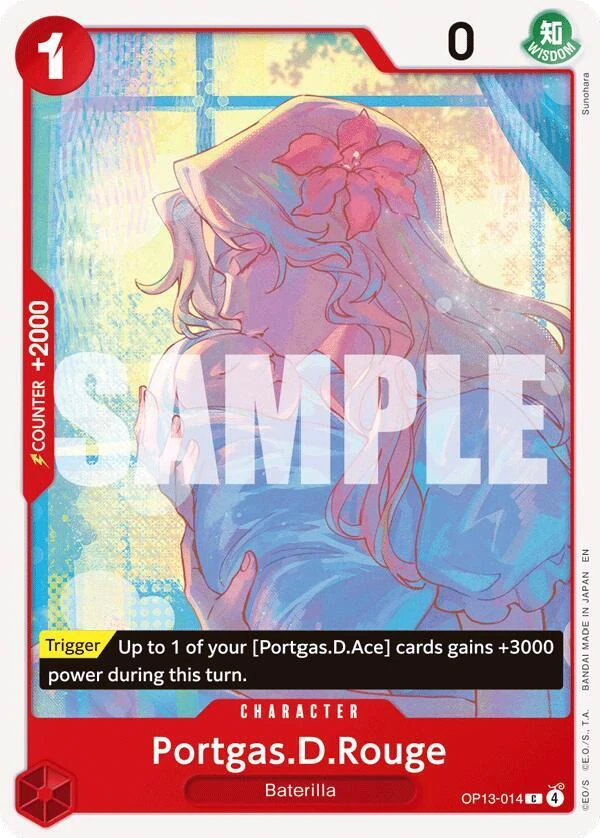 1
0
知
WISDOM
Sunohara
COUNTER +2000
SAMPLE
Trigger Up to 1 of your [Portgas.D.Ace] cards gains +3000
power during this turn.
CHARACTER
Portgas.D.Rouge
Baterilla
OP13-014 C 4
©E.O/S ©E.O./S., T.A. BANDAI MADE IN JAPAN EN